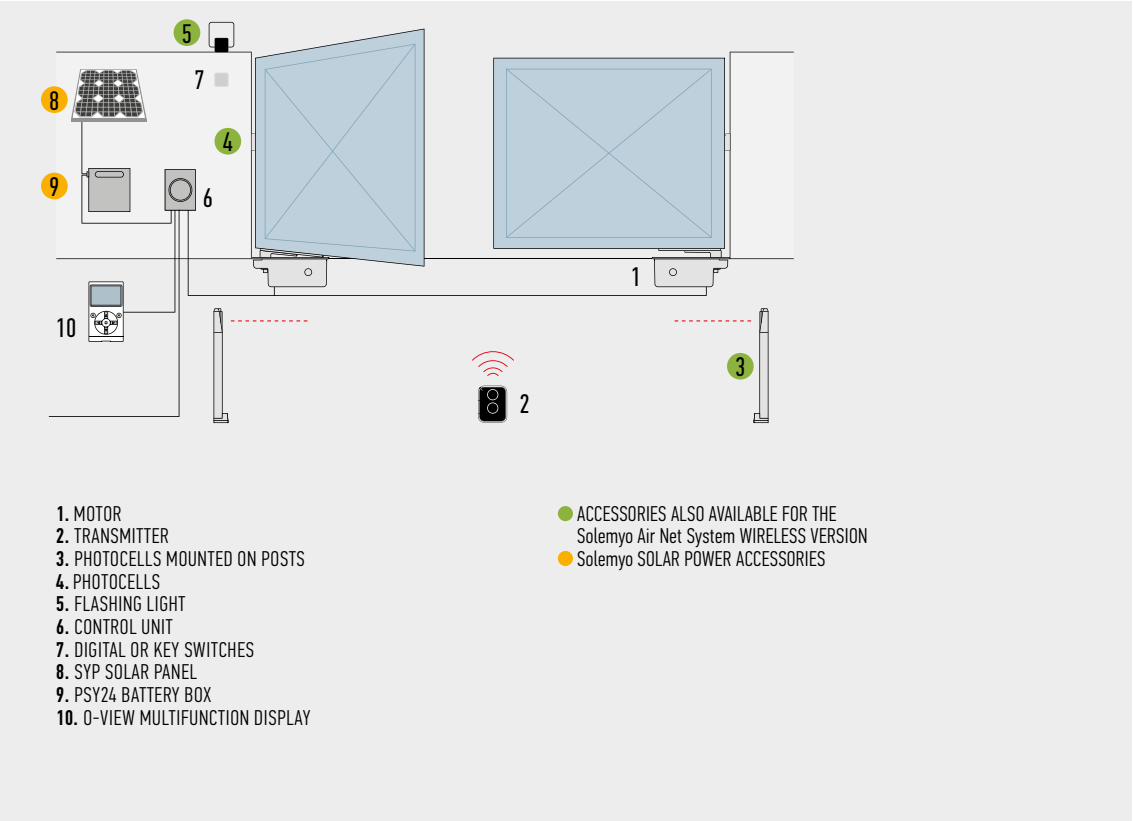 5
7
8
4
9
6
1
10
3
2
1. MOTOR
2. TRANSMITTER
3. PHOTOCELLS MOUNTED ON POSTS
4. PHOTOCELLS
5. FLASHING LIGHT
6. CONTROL UNIT
7. DIGITAL OR KEY SWITCHES
8. SYP SOLAR PANEL
9. PSY24 BATTERY BOX
10. O-VIEW MULTIFUNCTION DISPLAY
ACCESSORIES ALSO AVAILABLE FOR THE
Solemyo Air Net System WIRELESS VERSION
Solemyo SOLAR POWER ACCESSORIES